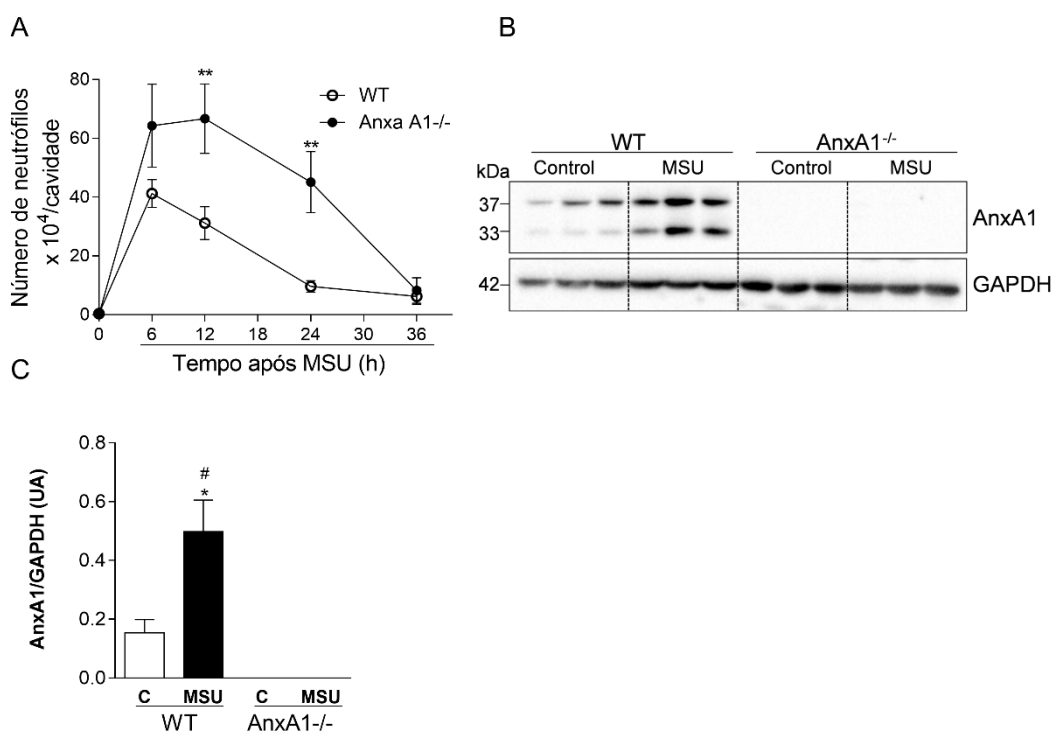 A
Número de neutrófilos
x 10⁴/cavidade
80
60
40
20
0
** **
WT
Anxa A1-/-
0 6 12 18 24 30 36
Tempo após MSU (h)
B
WT AnxA1-/-
kDa Control MSU Control MSU
37 AnxA1
33
42 GAPDH
C
AnxA1/GAPDH (UA)
0.8
0.6
0.4
0.2
0.0
#
*
C MSU C MSU
WT AnxA1-/-